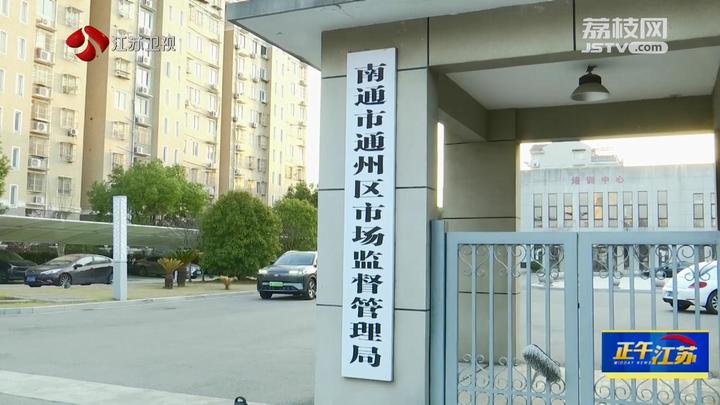 江苏卫视
荔枝网
JSTV.com
南通市通州区市场监督管理局
培训中心
正午江苏
MIDDAY NEWS